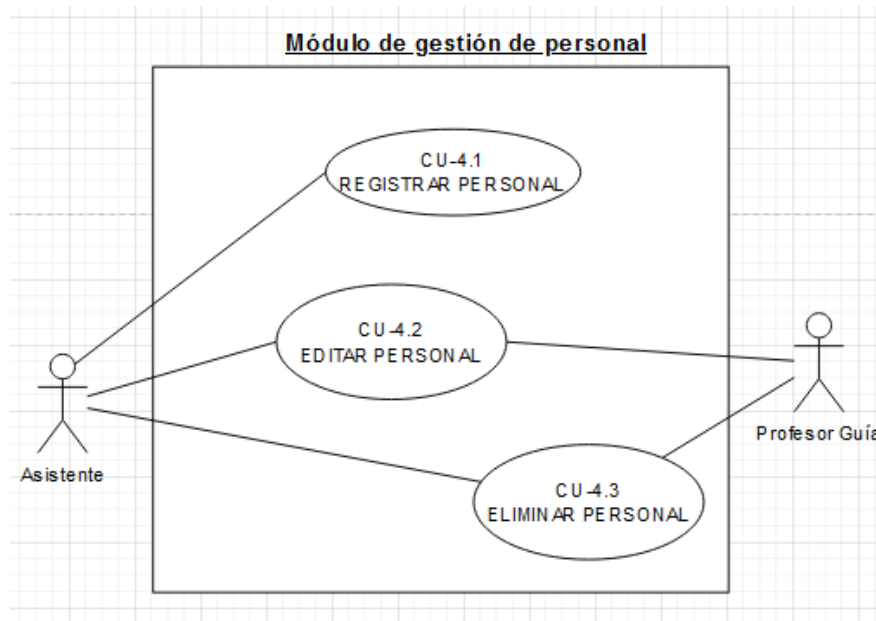 Módulo de gestión de personal
CU-4.1
REGISTRAR PERSONAL
CU-4.2
EDITAR PERSONAL
Profesor Guía
Asistente
CU-4.3
ELIMINAR PERSONAL